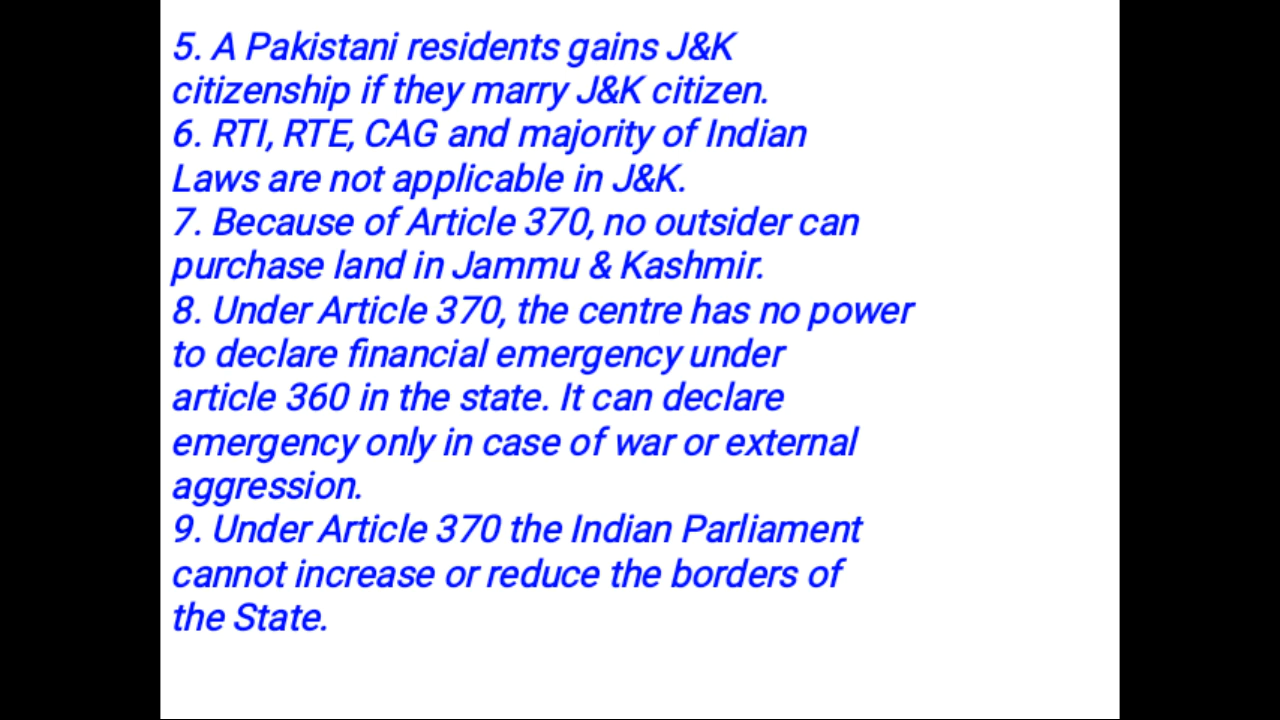 5. A Pakistani residents gains J&K
citizenship if they marry J&K citizen.
6. RTI, RTE, CAG and majority of Indian
Laws are not applicable in J&K.
7. Because of Article 370, no outsider can
purchase land in Jammu & Kashmir.
8. Under Article 370, the centre has no power
to declare financial emergency under
article 360 in the state. It can declare
emergency only in case of war or external
aggression.
9. Under Article 370 the Indian Parliament
cannot increase or reduce the borders of
the State.